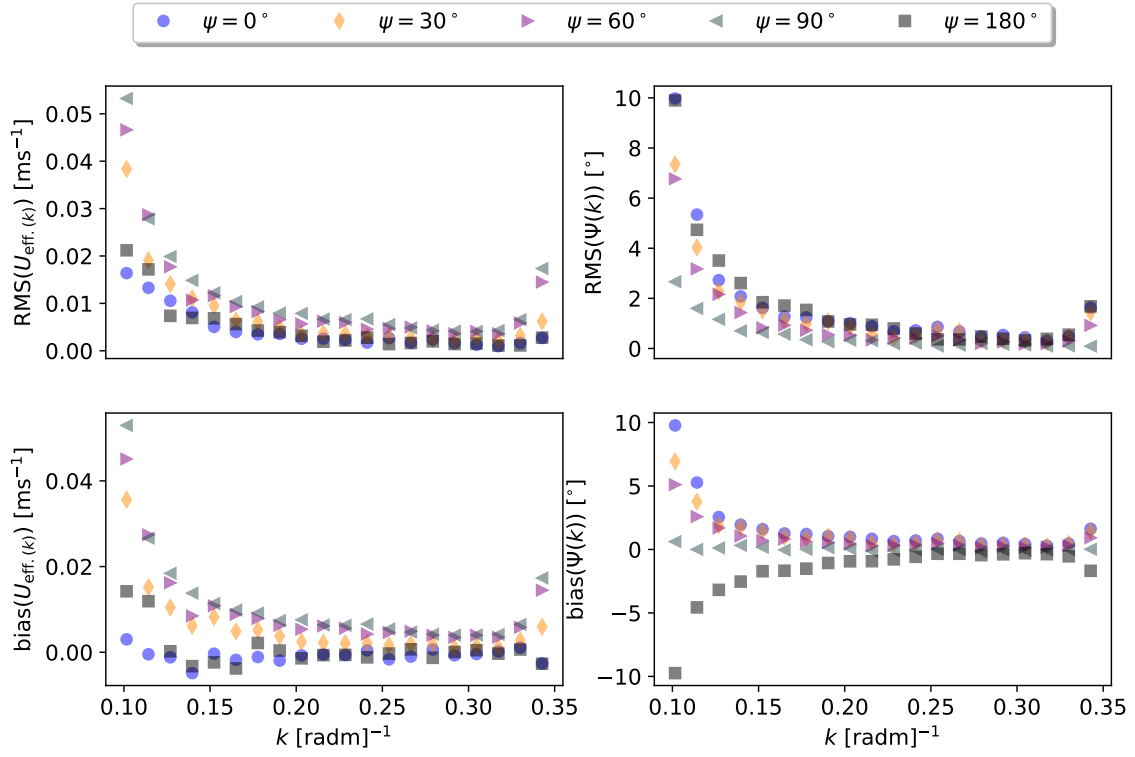 ψ = 0° ψ = 30° ψ = 60° ψ = 90° ψ = 180°
RMS(U_eff.(k)) [ms⁻¹]
0.05
0.04
0.03
0.02
0.01
0.00
RMS(Ψ(k)) [°]
10
8
6
4
2
0
bias(U_eff.(k)) [ms⁻¹]
0.04
0.02
0.00
0.10 0.15 0.20 0.25 0.30 0.35
k [radm]⁻¹
bias(Ψ(k)) [°]
10
5
0
−5
−10
0.10 0.15 0.20 0.25 0.30 0.35
k [radm]⁻¹